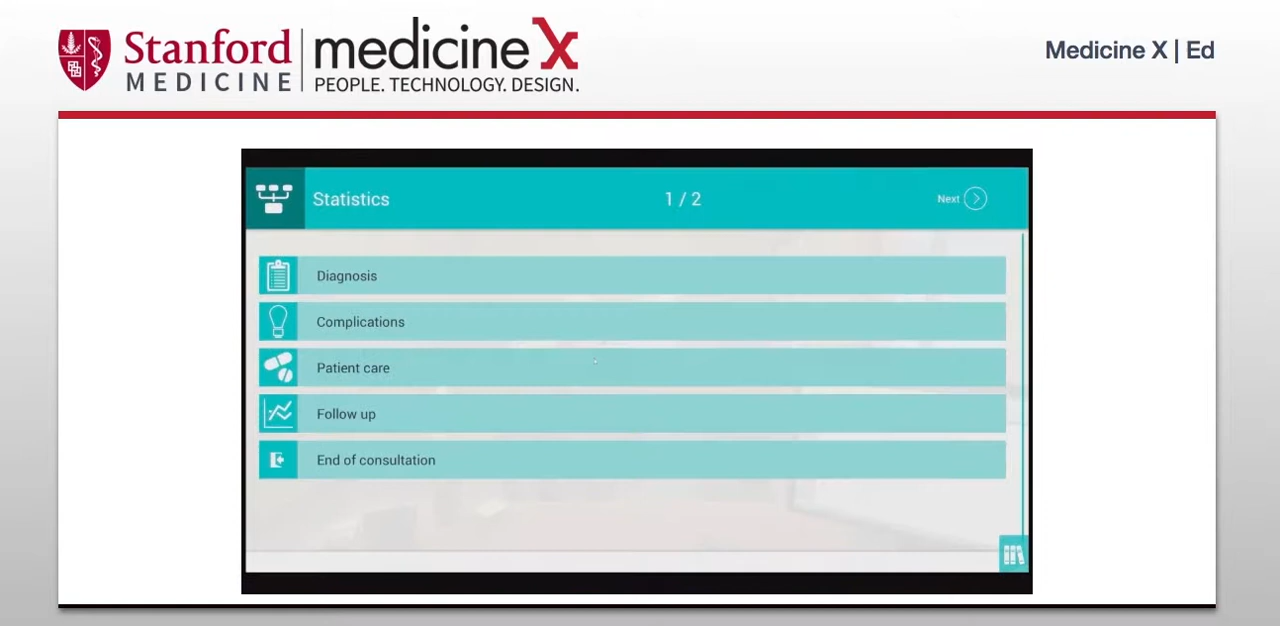 Stanford
MEDICINE
medicine X
PEOPLE. TECHNOLOGY. DESIGN.
Medicine X | Ed
Statistics
1 / 2
Next
Diagnosis
Complications
Patient care
Follow up
End of consultation